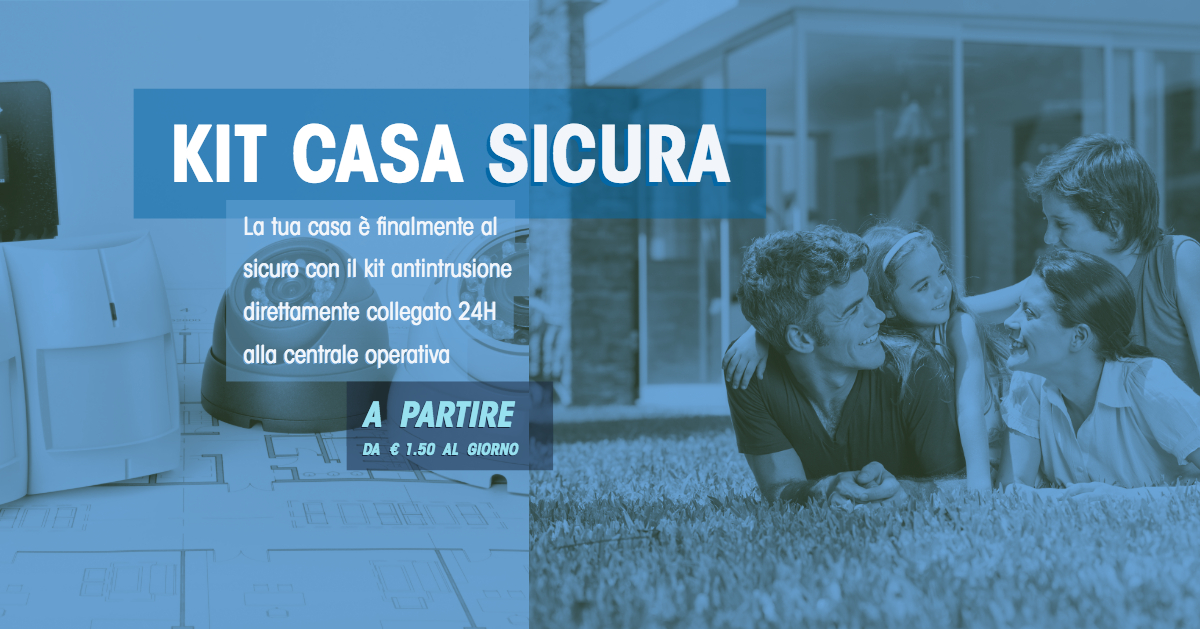 KIT CASA SICURA
La tua casa è finalmente al
sicuro con il kit antintrusione
direttamente collegato 24H
alla centrale operativa
A PARTIRE
DA € 1.50 AL GIORNO